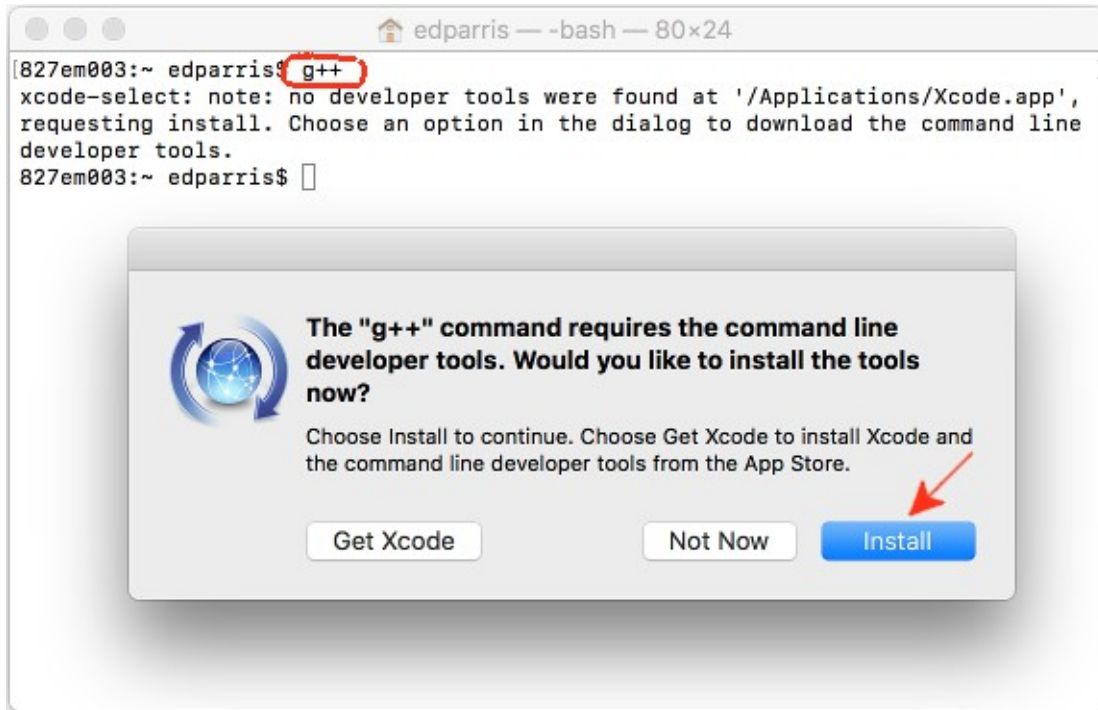 edparris — -bash — 80×24
[827em003:~ edparris$ g++
xcode-select: note: no developer tools were found at '/Applications/Xcode.app',
requesting install. Choose an option in the dialog to download the command line
developer tools.
827em003:~ edparris$
The "g++" command requires the command line
developer tools. Would you like to install the tools
now?
Choose Install to continue. Choose Get Xcode to install Xcode and
the command line developer tools from the App Store.
Get Xcode Not Now Install